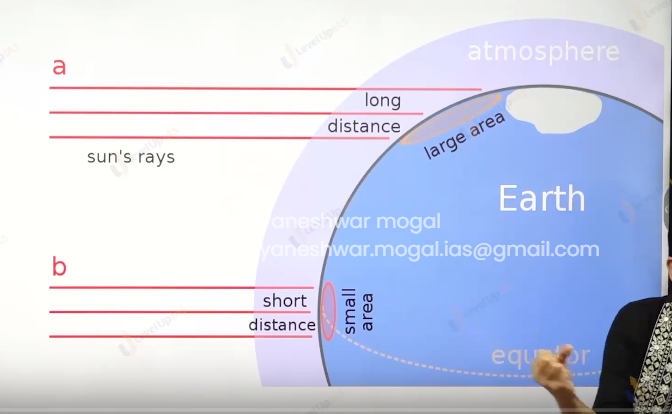 atmosphere
a
long
distance
large area
sun's rays
Earth
yaneshwar mogal
yaneshwar.mogal.ias@gmail.com
b
short
distance
small
area
equator
LevelUp